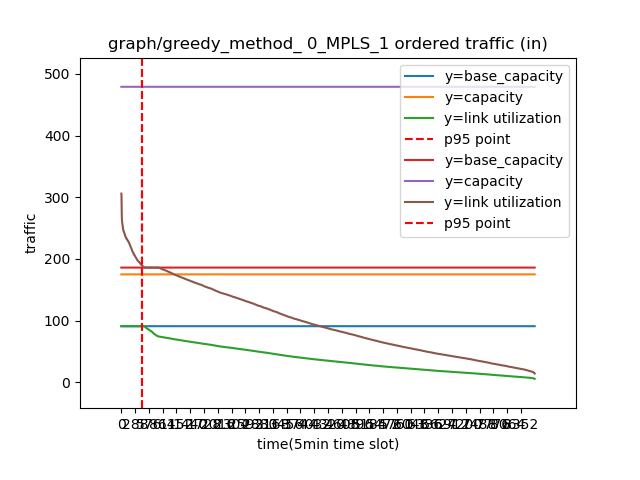 graph/greedy_method_ 0_MPLS_1 ordered traffic (in)
y=base_capacity
y=capacity
y=link utilization
p95 point
y=base_capacity
y=capacity
y=link utilization
p95 point
500
400
300
200
100
0
traffic
0
time(5min time slot)